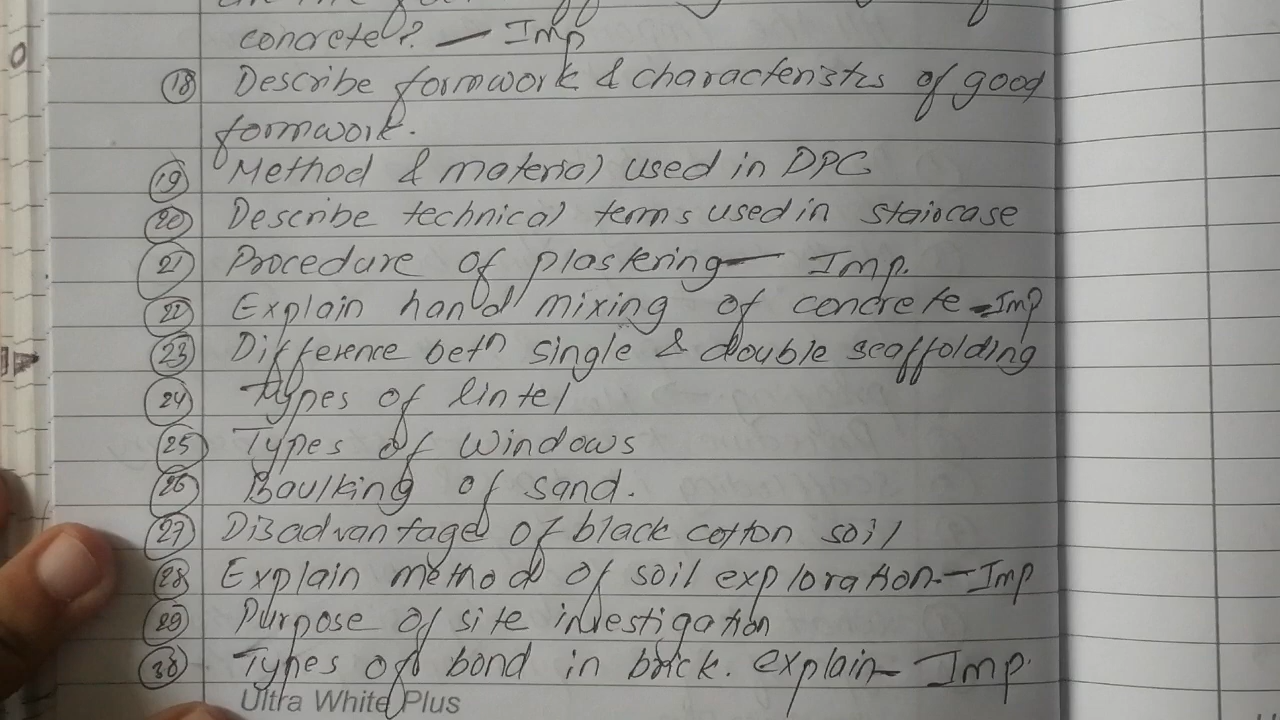 concrete? — Imp
18 Describe formwork & characteristis of good
formwork.
19 Method & material used in DPC
20 Describe technical terms used in staircase
21 Procedure of plastering — Imp.
22 Explain hand mixing of concrete - Imp
23 Difference betn single & double scaffolding
24 Types of lintel
25 Types of windows
26 Baulking of sand.
27 Disadvantage of black cotton soil
28 Explain method of soil exploration. - Imp
29 Purpose of site investigation
30 Types of bond in brick. explain - Imp.
Ultra White Plus